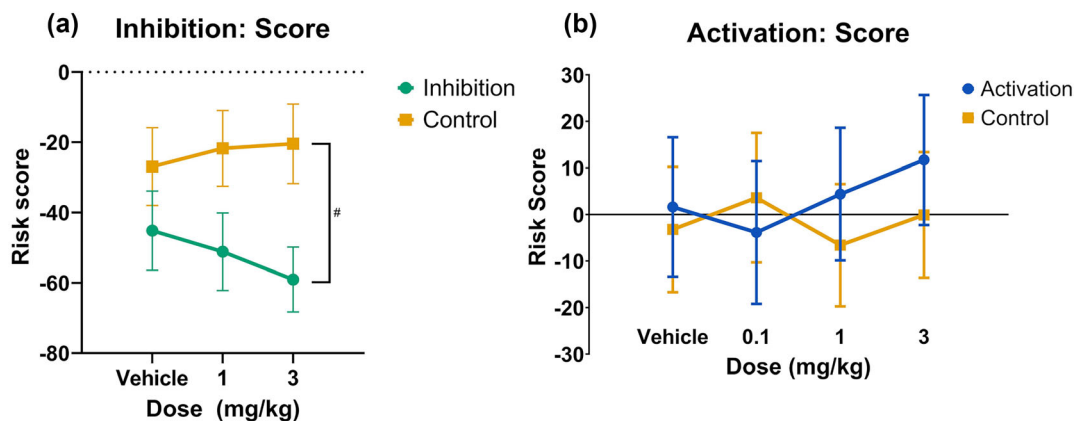 (a) Inhibition: Score
0
-20
-40
-60
-80
Risk score
Inhibition
Control
#
Vehicle 1 3
Dose (mg/kg)
(b) Activation: Score
30
20
10
0
-10
-20
-30
Risk Score
Activation
Control
Vehicle 0.1 1 3
Dose (mg/kg)